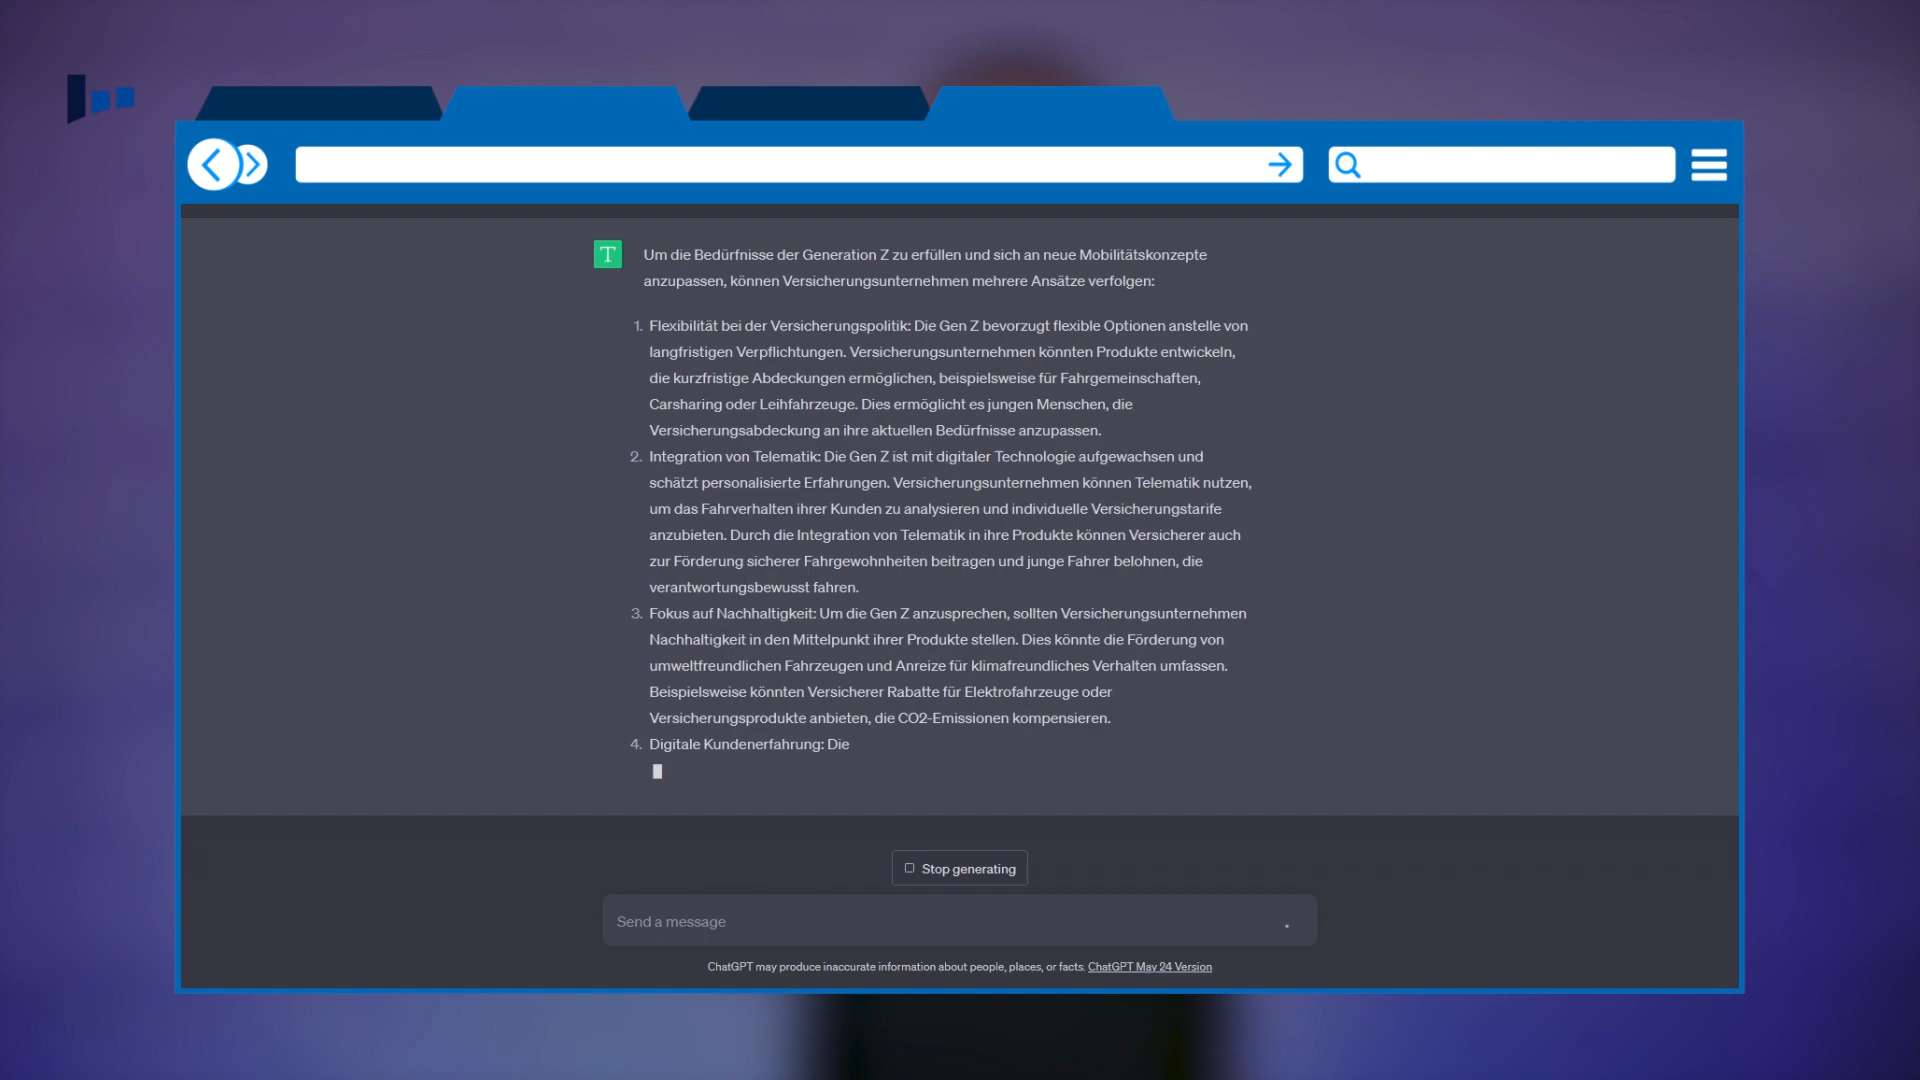 T
Um die Bedürfnisse der Generation Z zu erfüllen und sich an neue Mobilitätskonzepte
anzupassen, können Versicherungsunternehmen mehrere Ansätze verfolgen:
1. Flexibilität bei der Versicherungspolitik: Die Gen Z bevorzugt flexible Optionen anstelle von
langfristigen Verpflichtungen. Versicherungsunternehmen könnten Produkte entwickeln,
die kurzfristige Abdeckungen ermöglichen, beispielsweise für Fahrgemeinschaften,
Carsharing oder Leihfahrzeuge. Dies ermöglicht es jungen Menschen, die
Versicherungsabdeckung an ihre aktuellen Bedürfnisse anzupassen.
2. Integration von Telematik: Die Gen Z ist mit digitaler Technologie aufgewachsen und
schätzt personalisierte Erfahrungen. Versicherungsunternehmen können Telematik nutzen,
um das Fahrverhalten ihrer Kunden zu analysieren und individuelle Versicherungstarife
anzubieten. Durch die Integration von Telematik in ihre Produkte können Versicherer auch
zur Förderung sicherer Fahrgewohnheiten beitragen und junge Fahrer belohnen, die
verantwortungsbewusst fahren.
3. Fokus auf Nachhaltigkeit: Um die Gen Z anzusprechen, sollten Versicherungsunternehmen
Nachhaltigkeit in den Mittelpunkt ihrer Produkte stellen. Dies könnte die Förderung von
umweltfreundlichen Fahrzeugen und Anreize für klimafreundliches Verhalten umfassen.
Beispielsweise könnten Versicherer Rabatte für Elektrofahrzeuge oder
Versicherungsprodukte anbieten, die CO2-Emissionen kompensieren.
4. Digitale Kundenerfahrung: Die
Stop generating
Send a message
ChatGPT may produce inaccurate information about people, places, or facts. ChatGPT May 24 Version